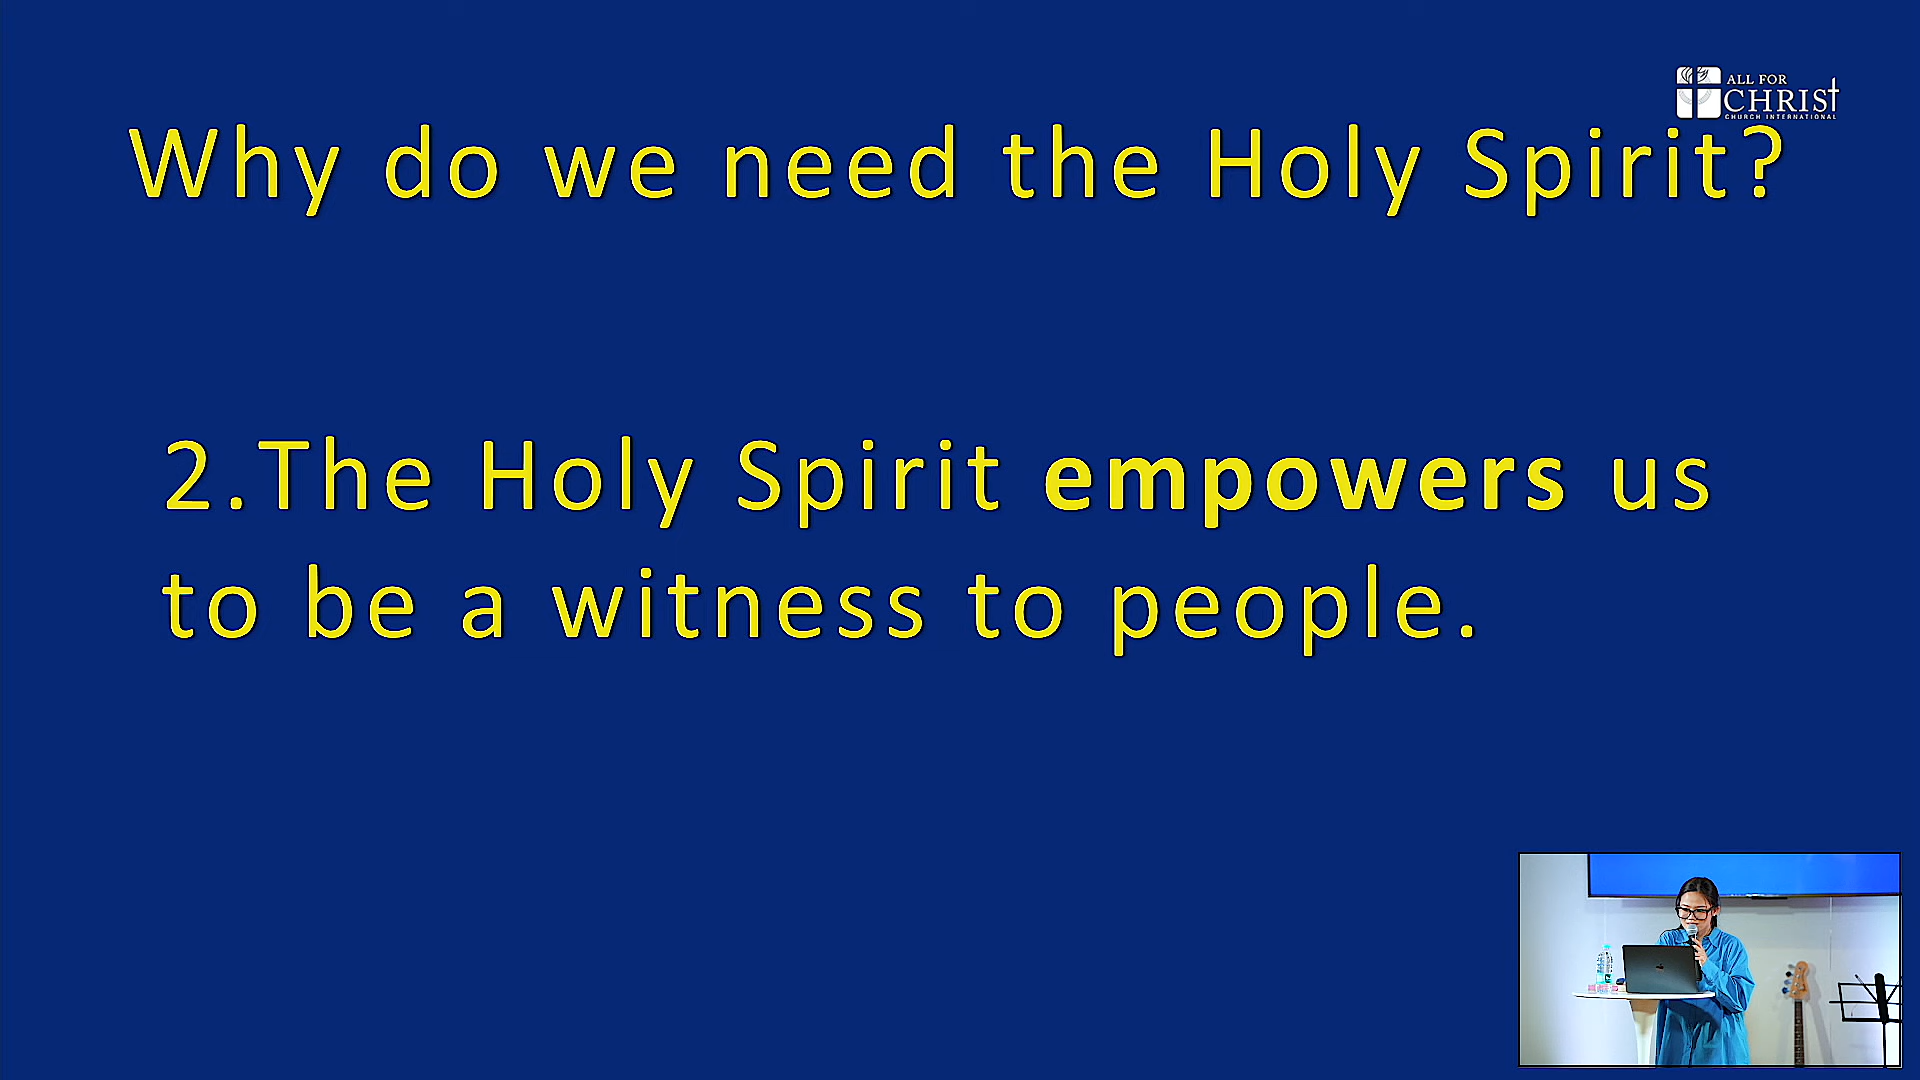 ALL FOR
CHRIST
CHURCH INTERNATIONAL
Why do we need the Holy Spirit?
2.The Holy Spirit empowers us
to be a witness to people.